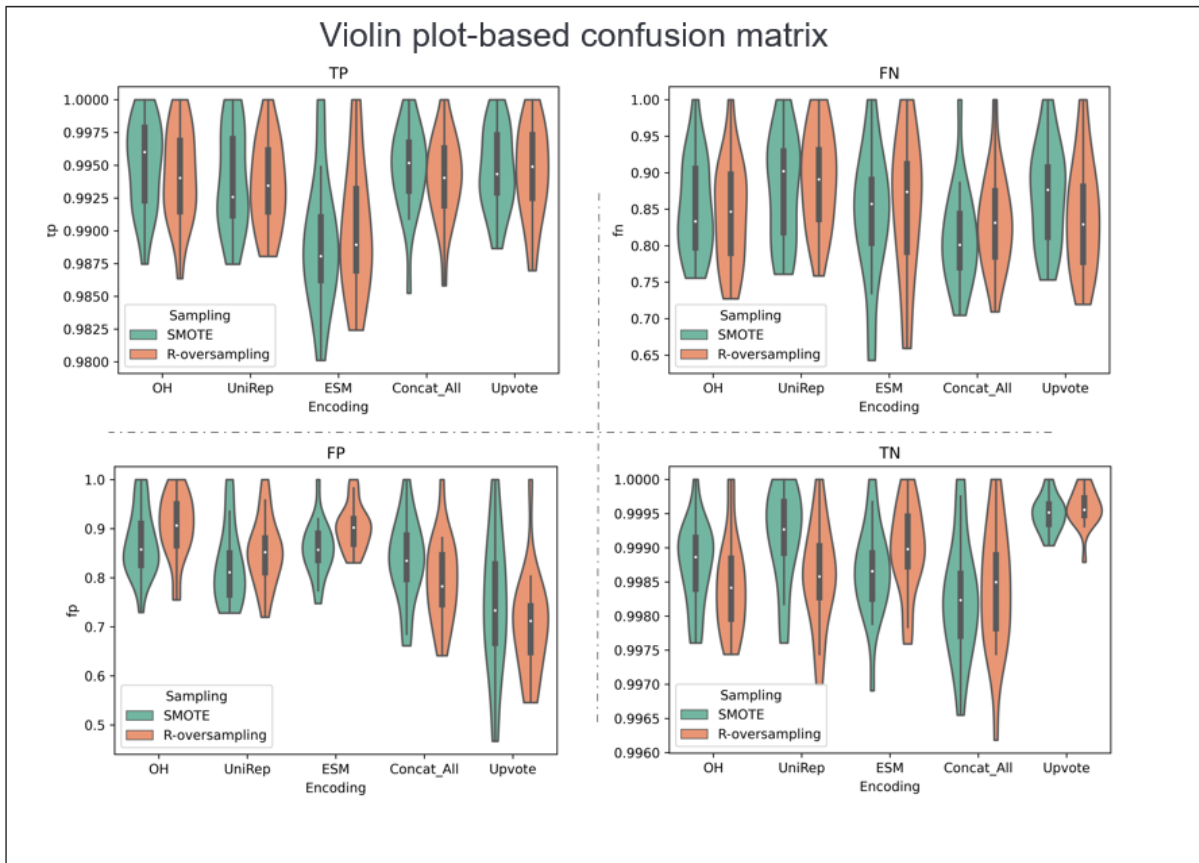 Violin plot-based confusion matrix
TP
1.0000
0.9975
0.9950
0.9925
0.9900
0.9875
0.9850
0.9825
0.9800
tp
Sampling
SMOTE
R-oversampling
OH UniRep ESM Concat_All Upvote
Encoding
FN
1.00
0.95
0.90
0.85
0.80
0.75
0.70
0.65
fn
Sampling
SMOTE
R-oversampling
OH UniRep ESM Concat_All Upvote
Encoding
FP
1.0
0.9
0.8
0.7
0.6
0.5
fp
Sampling
SMOTE
R-oversampling
OH UniRep ESM Concat_All Upvote
Encoding
TN
1.0000
0.9995
0.9990
0.9985
0.9980
0.9975
0.9970
0.9965
0.9960
Sampling
SMOTE
R-oversampling
OH UniRep ESM Concat_All Upvote
Encoding